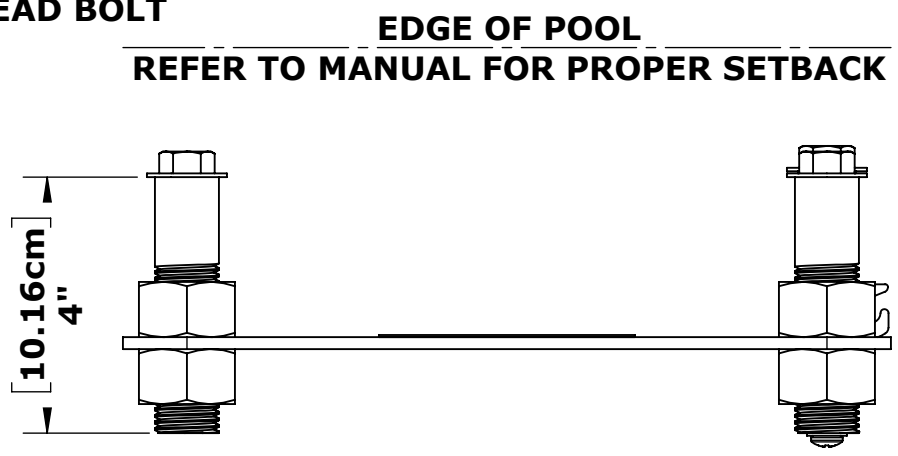 EAD BOLT
EDGE OF POOL
REFER TO MANUAL FOR PROPER SETBACK
[10.16cm]
4"